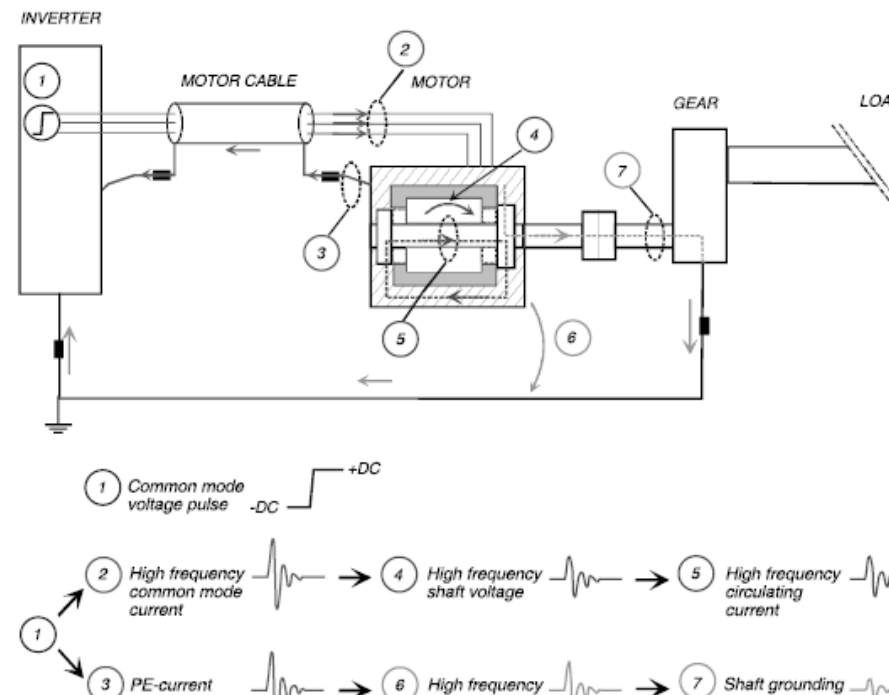 INVERTER
2
1
MOTOR CABLE
MOTOR
GEAR
LOA
4
7
3
5
6
1 Common mode
voltage pulse -DC +DC
2 High frequency
common mode
current
4 High frequency
shaft voltage
5 High frequency
circulating
current
1
3 PE-current
6 High frequency
7 Shaft grounding